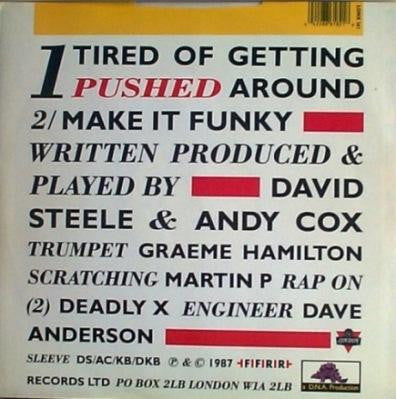 1 TIRED OF GETTING
PUSHED AROUND
2/ MAKE IT FUNKY
WRITTEN PRODUCED &
PLAYED BY DAVID
STEELE & ANDY COX
TRUMPET GRAEME HAMILTON
SCRATCHING MARTIN P RAP ON
(2) DEADLY X ENGINEER DAVE
ANDERSON
LONDON
SLEEVE DS/AC/KB/DKB ℗ & © 1987 FFRR
RECORDS LTD PO BOX 2LB LONDON W1A 2LB
a D.N.A. Production